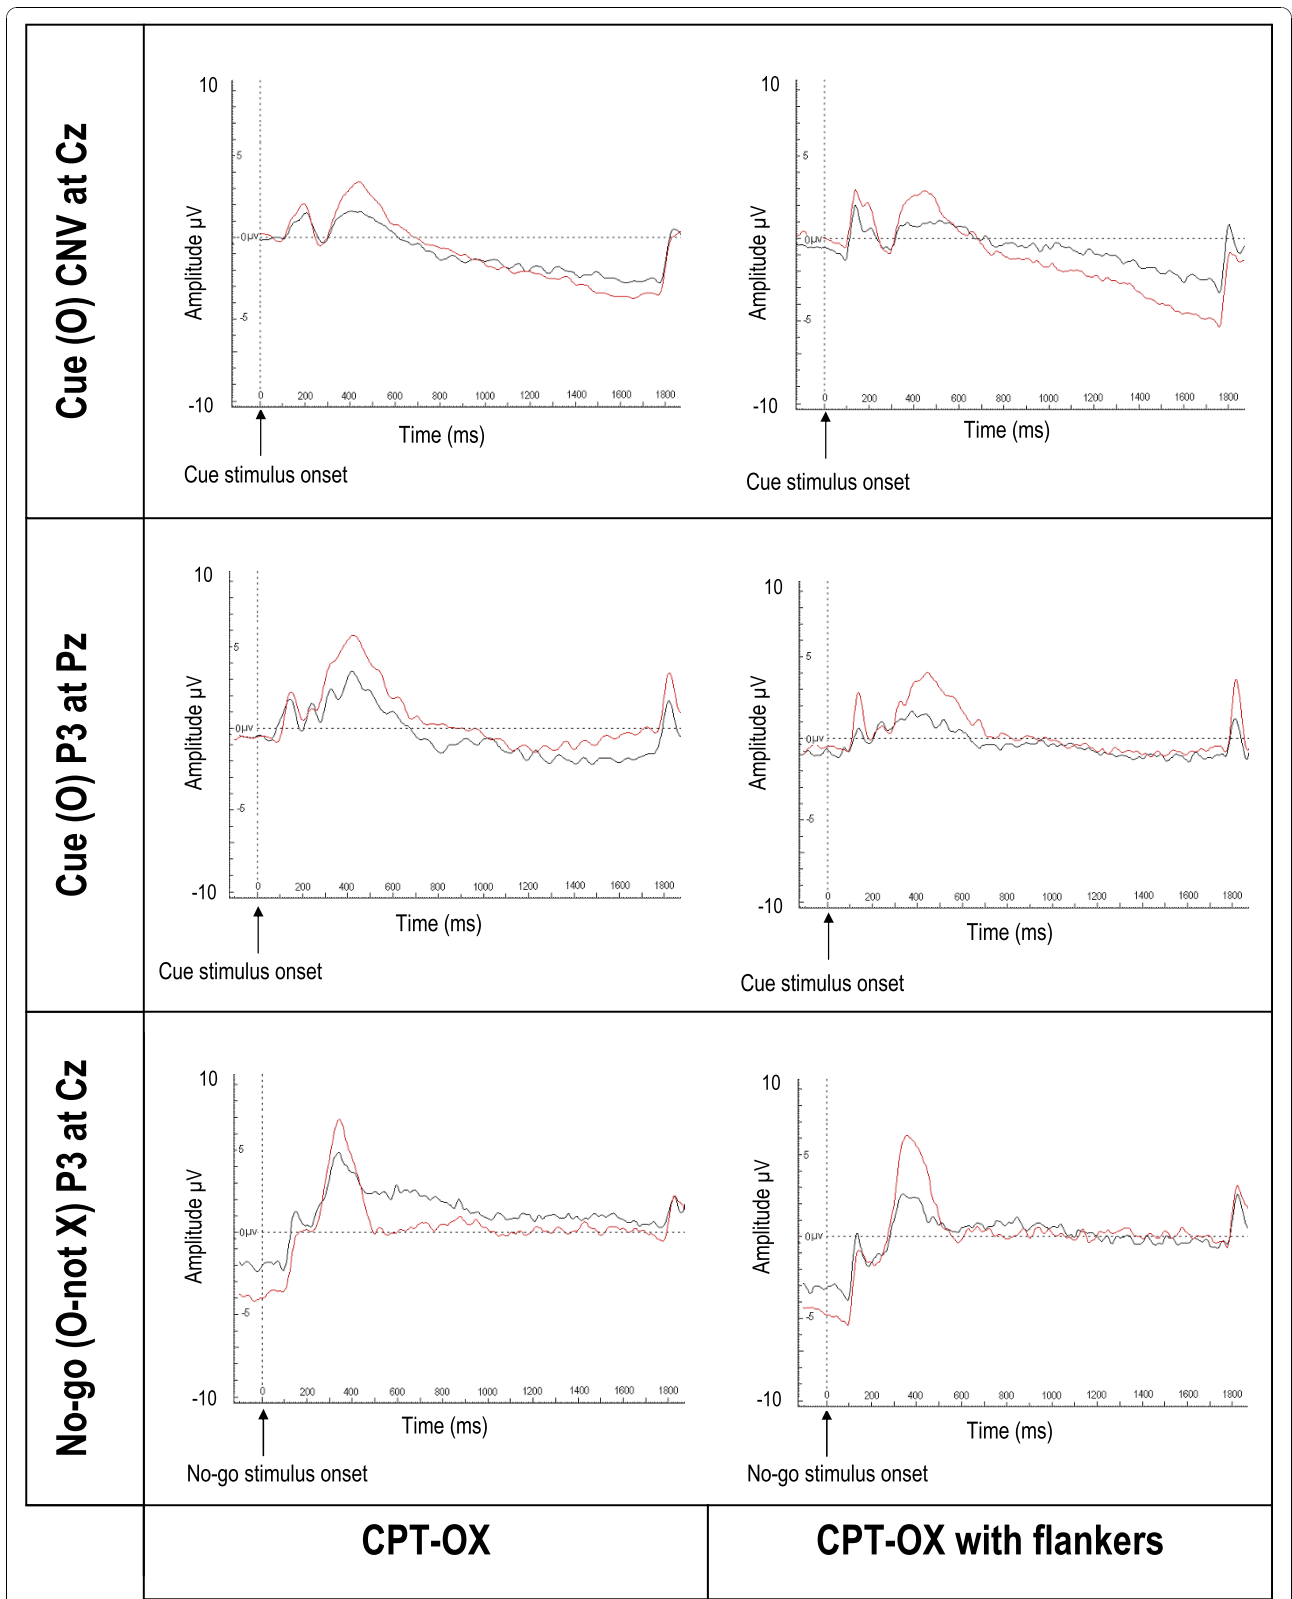 Cue (O) CNV at Cz
10
5
0µv
-5
-10
Amplitude µV
0 200 400 600 800 1000 1200 1400 1600 1800
Time (ms)
Cue stimulus onset
10
5
0µv
-5
-10
Amplitude µV
0 200 400 600 800 1000 1200 1400 1600 1800
Time (ms)
Cue stimulus onset
Cue (O) P3 at Pz
10
5
0µv
-5
-10
Amplitude µV
0 200 400 600 800 1000 1200 1400 1600 1800
Time (ms)
Cue stimulus onset
10
5
0µv
-5
-10
Amplitude µV
0 200 400 600 800 1000 1200 1400 1600 1800
Time (ms)
Cue stimulus onset
No-go (O-not X) P3 at Cz
10
5
0µv
-5
-10
Amplitude µV
0 200 400 600 800 1000 1200 1400 1600 1800
Time (ms)
No-go stimulus onset
10
5
0µv
-5
-10
Amplitude µV
0 200 400 600 800 1000 1200 1400 1600 1800
Time (ms)
No-go stimulus onset
CPT-OX
CPT-OX with flankers